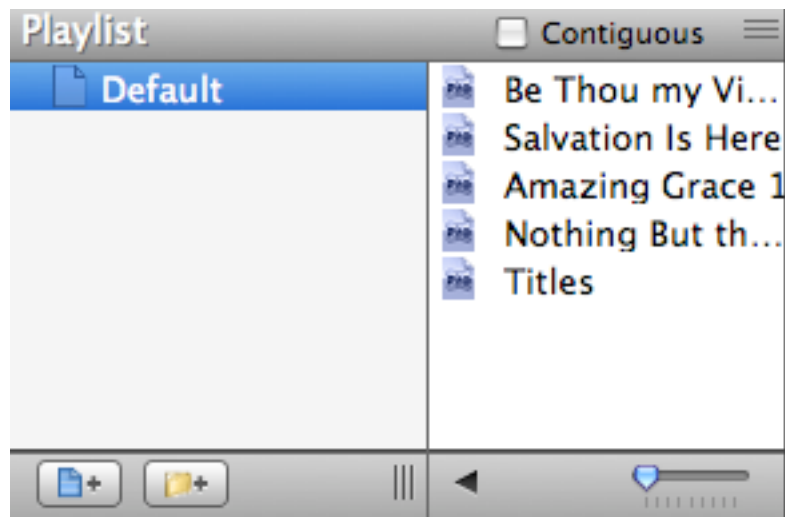 Playlist
Contiguous
Default
Be Thou my Vi...
Salvation Is Here
Amazing Grace 1
Nothing But th...
Titles